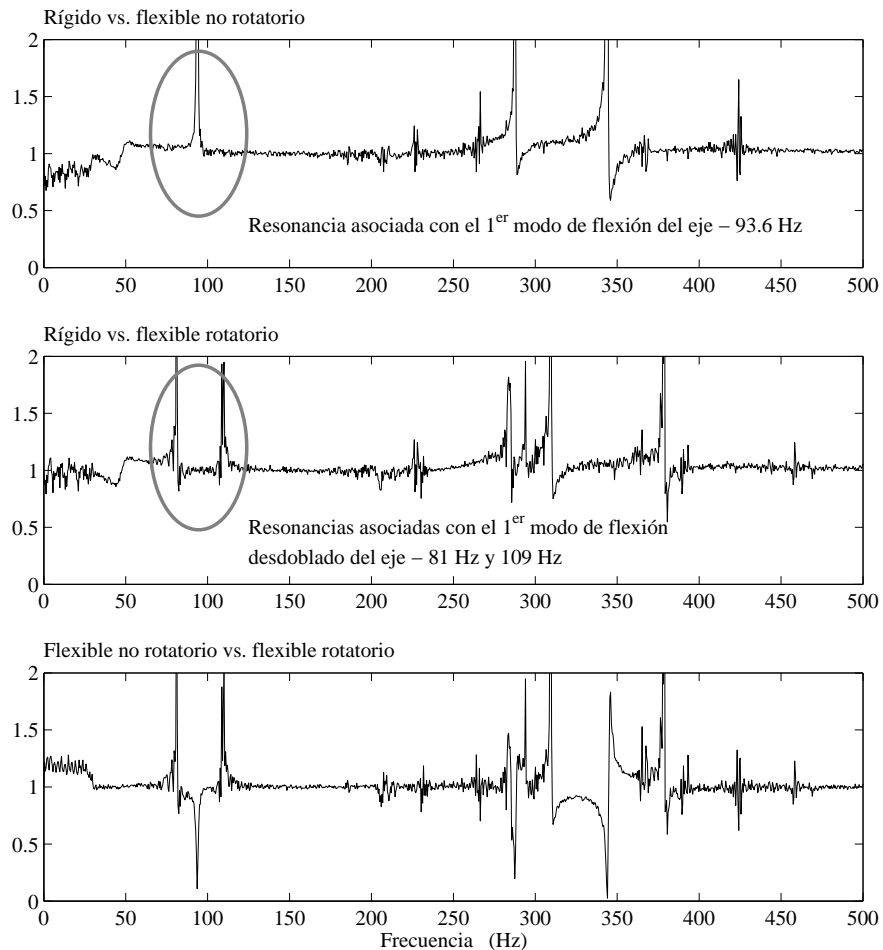 Rígido vs. flexible no rotatorio
2
1.5
1
0.5
0
Resonancia asociada con el 1er modo de flexión del eje – 93.6 Hz
0 50 100 150 200 250 300 350 400 450 500
Rígido vs. flexible rotatorio
2
1.5
1
0.5
0
Resonancias asociadas con el 1er modo de flexión
desdoblado del eje – 81 Hz y 109 Hz
0 50 100 150 200 250 300 350 400 450 500
Flexible no rotatorio vs. flexible rotatorio
2
1.5
1
0.5
0
0 50 100 150 200 250 300 350 400 450 500
Frecuencia (Hz)